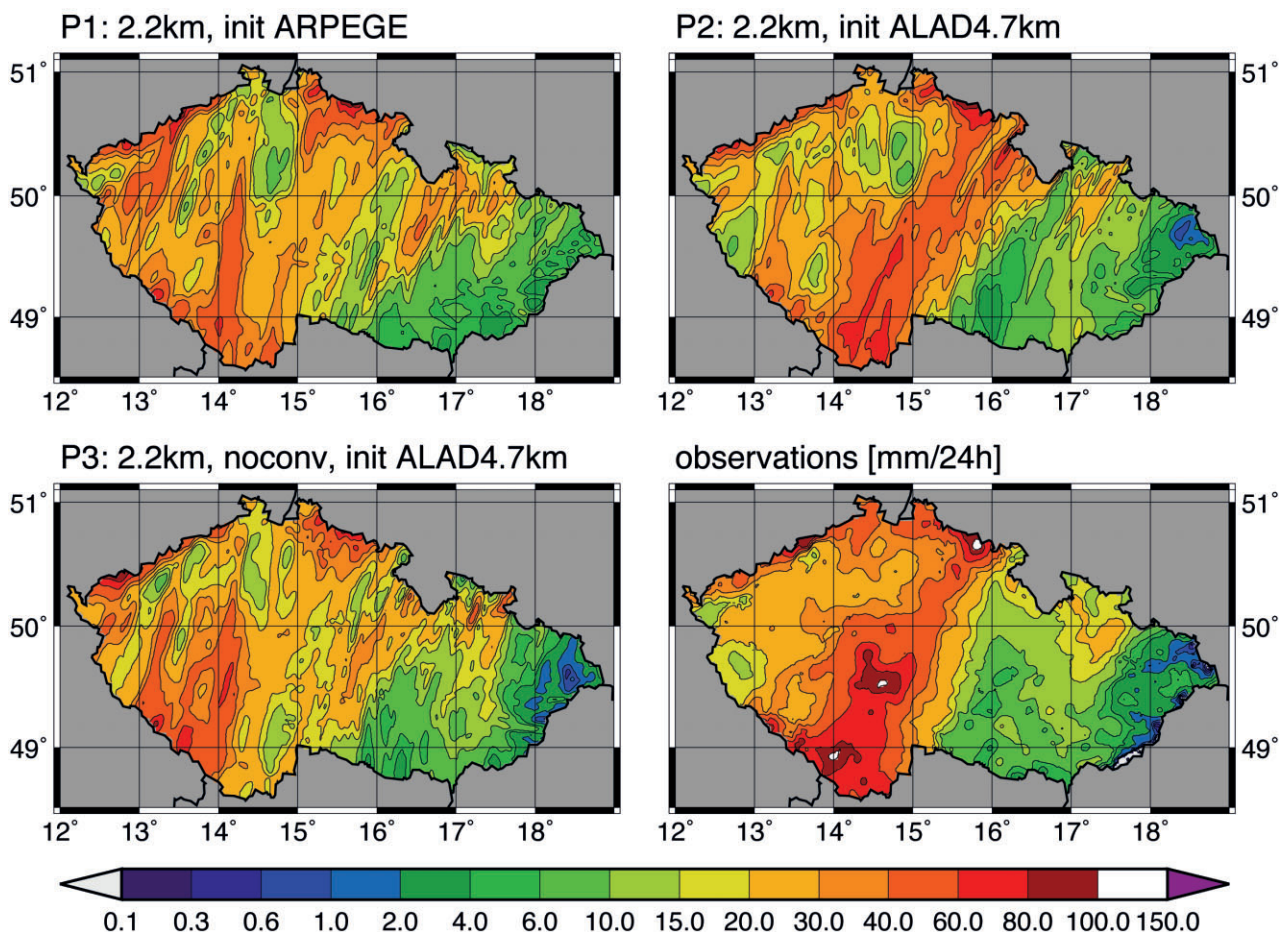 P1: 2.2km, init ARPEGE
P2: 2.2km, init ALAD4.7km
51° 51°
50° 50°
49° 49°
12° 13° 14° 15° 16° 17° 18° 12° 13° 14° 15° 16° 17° 18°
P3: 2.2km, noconv, init ALAD4.7km
observations [mm/24h]
51° 51°
50° 50°
49° 49°
12° 13° 14° 15° 16° 17° 18° 12° 13° 14° 15° 16° 17° 18°
0.1 0.3 0.6 1.0 2.0 4.0 6.0 10.0 15.0 20.0 30.0 40.0 60.0 80.0 100.0 150.0